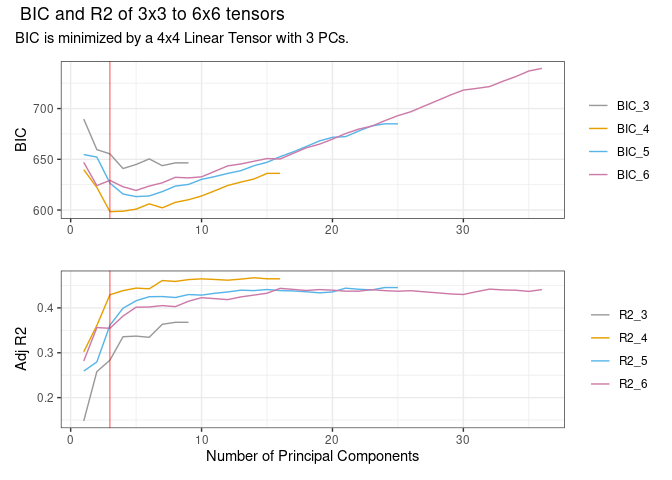 BIC and R2 of 3x3 to 6x6 tensors
BIC is minimized by a 4x4 Linear Tensor with 3 PCs.
BIC
700
650
600
0
10
20
30
BIC_3
BIC_4
BIC_5
BIC_6
Adj R2
0.4
0.3
0.2
0
10
20
30
Number of Principal Components
R2_3
R2_4
R2_5
R2_6